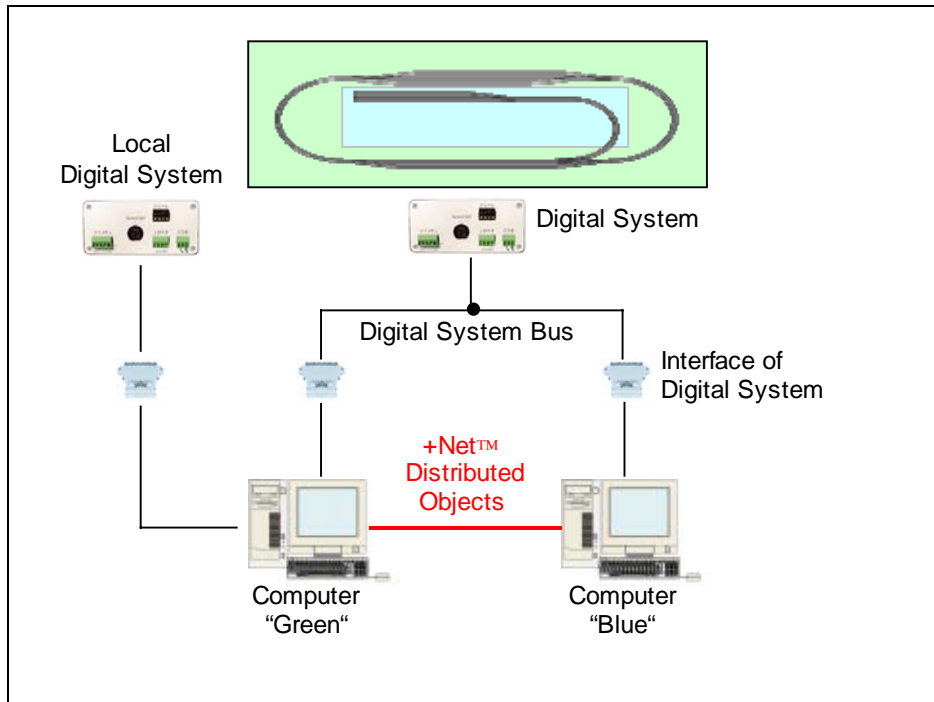 Local
Digital System
Digital System
Digital System Bus
Interface of
Digital System
+Net™
Distributed
Objects
Computer
“Green“
Computer
“Blue“